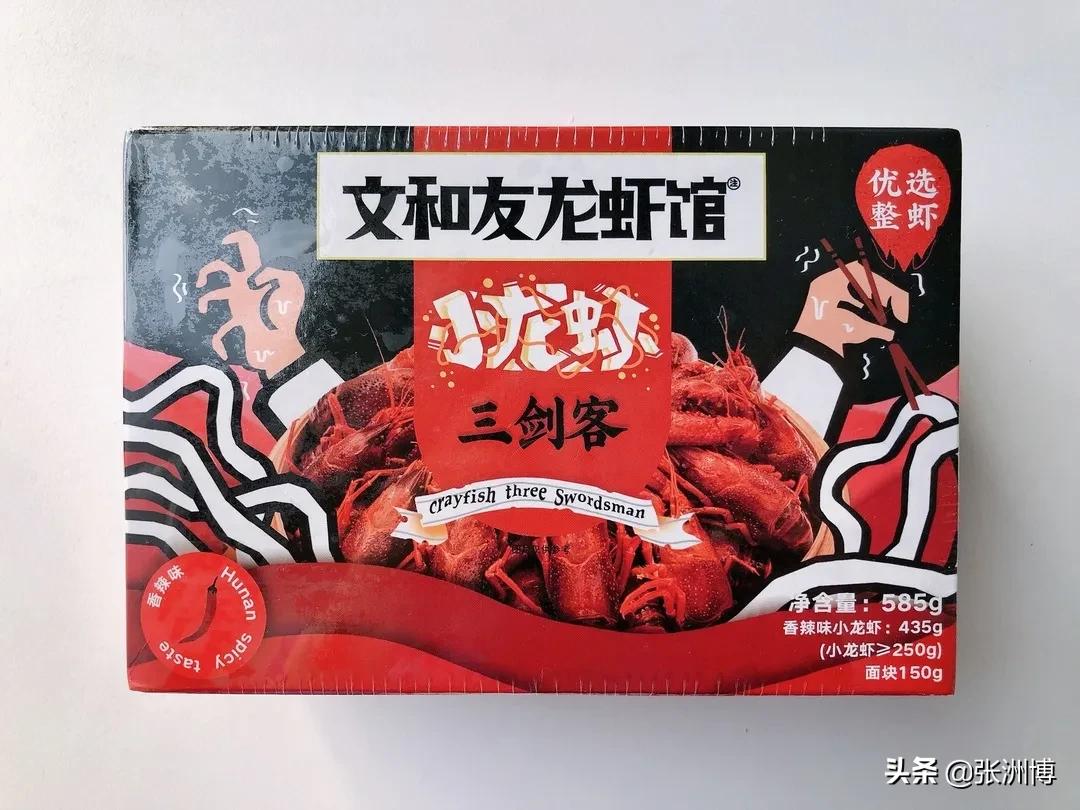 文和友龙虾馆
注
优选
整虾
小龙虾
三剑客
Crayfish three Swordsman
香辣味
Hunan spicy taste
净含量：585g
香辣味小龙虾：435g
(小龙虾≥250g)
面块150g
头条 @张洲博